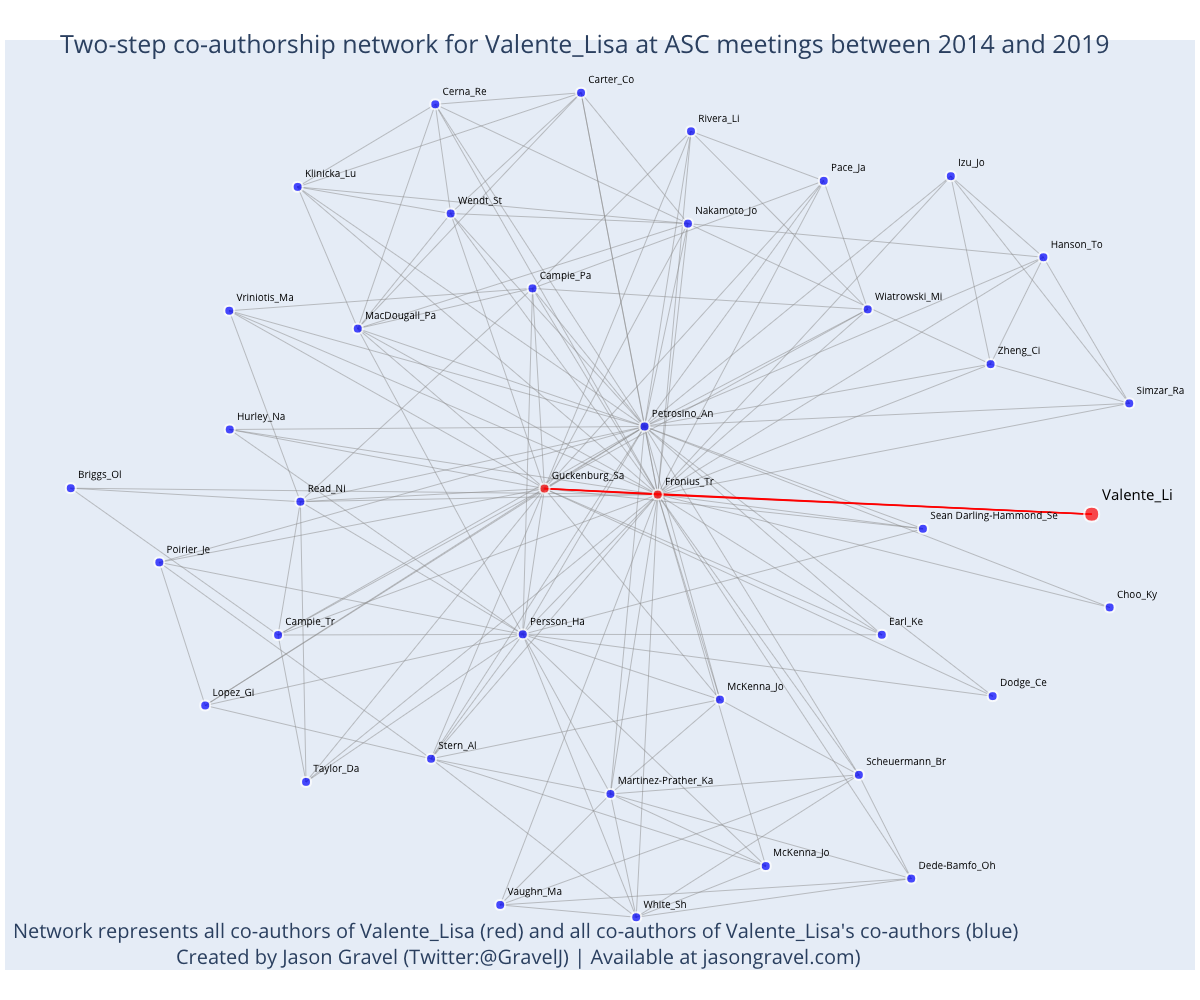 Two-step co-authorship network for Valente_Lisa at ASC meetings between 2014 and 2019
Carter_Co
Cerna_Re
Rivera_Li
Izu_Jo
Pace_Ja
Klinicka_Lu
Wendt_St
Nakamoto_Jo
Hanson_To
Campie_Pa
Vriniotis_Ma
Wiatrowski_Mi
MacDougall_Pa
Zheng_Ci
Simzar_Ra
Petrosino_An
Hurley_Na
Briggs_Ol
Guckenburg_Sa
Fronius_Tr
Read_Ni
Valente_Li
Sean Darling-Hammond_Se
Poirier_Je
Choo_Ky
Campie_Tr
Persson_Ha
Earl_Ke
Dodge_Ce
McKenna_Jo
Lopez_Gi
Stern_Al
Scheuermann_Br
Taylor_Da
Martinez-Prather_Ka
McKenna_Jo
Dede-Bamfo_Oh
Vaughn_Ma
White_Sh
Network represents all co-authors of Valente_Lisa (red) and all co-authors of Valente_Lisa's co-authors (blue)
Created by Jason Gravel (Twitter:@GravelJ) | Available at jasongravel.com)